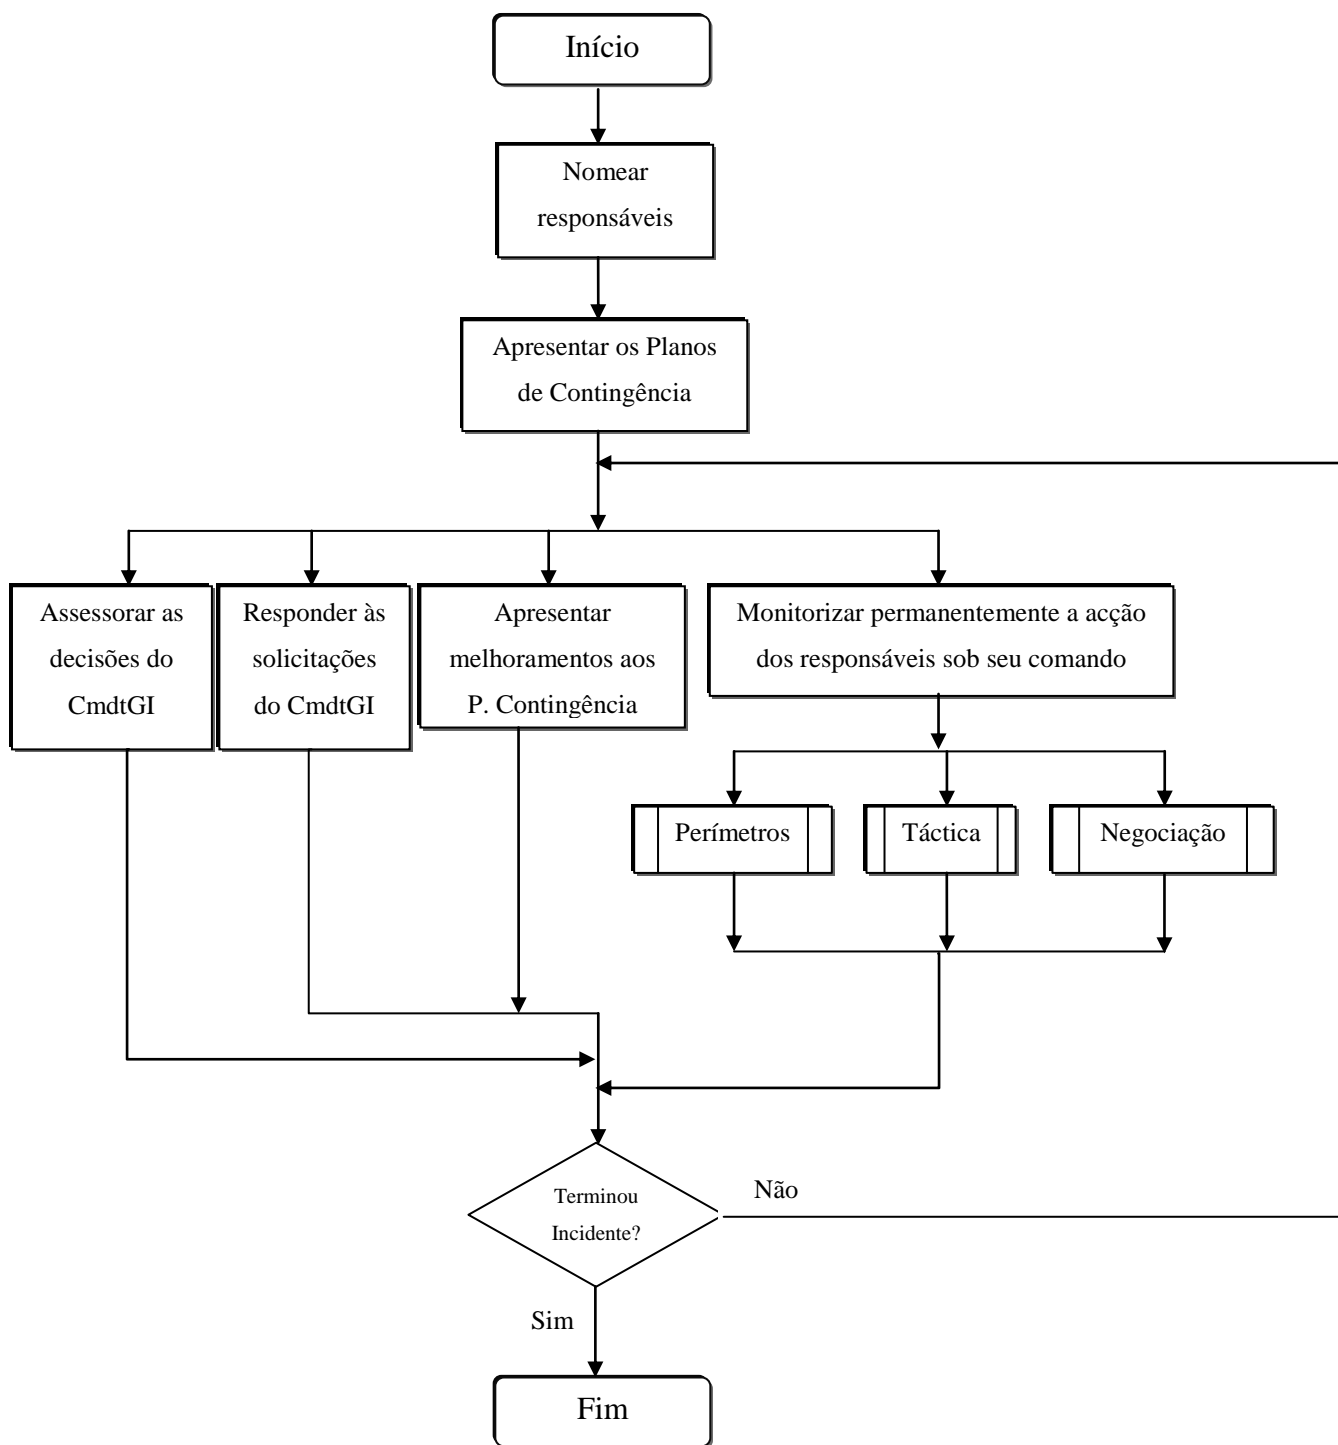 Início
Nomear
responsáveis
Apresentar os Planos
de Contingência
Assessorar as
decisões do
CmdtGI
Responder às
solicitações
do CmdtGI
Apresentar
melhoramentos aos
P. Contingência
Monitorizar permanentemente a acção
dos responsáveis sob seu comando
Perímetros
Táctica
Negociação
Terminou
Incidente?
Não
Sim
Fim